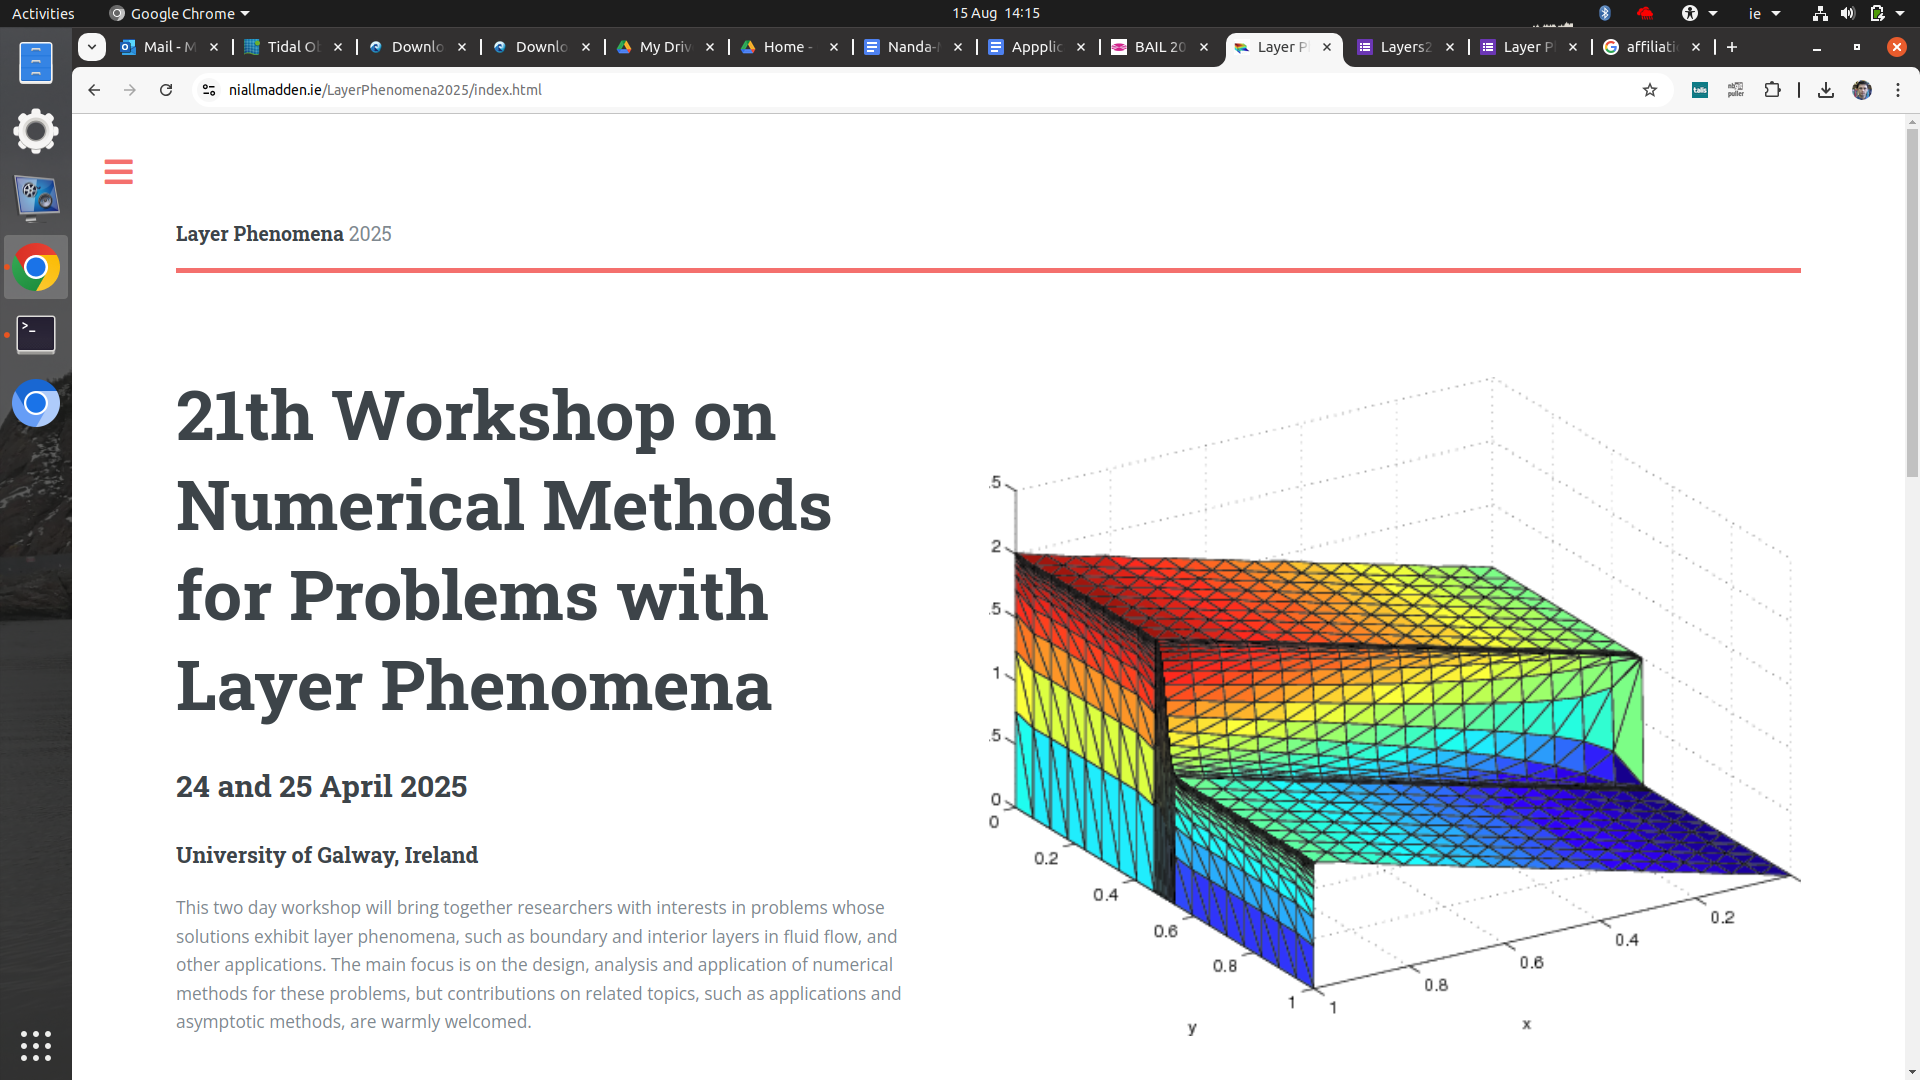 Activities
Google Chrome
15 Aug 14:15
ie
Mail - M
Tidal O
Downlo
Downlo
My Driv
Home -
Nanda-
Appplic
BAIL 20
Layer P
Layers2
Layer P
affiliati
niallmadden.ie/LayerPhenomena2025/index.html
talis
puller
Layer Phenomena 2025
21th Workshop on
Numerical Methods
for Problems with
Layer Phenomena
24 and 25 April 2025
University of Galway, Ireland
This two day workshop will bring together researchers with interests in problems whose
solutions exhibit layer phenomena, such as boundary and interior layers in fluid flow, and
other applications. The main focus is on the design, analysis and application of numerical
methods for these problems, but contributions on related topics, such as applications and
asymptotic methods, are warmly welcomed.
.5
2
.5
1
.5
0
0
0.2
0.4
0.6
0.8
1
y
1
0.8
0.6
0.4
0.2
x